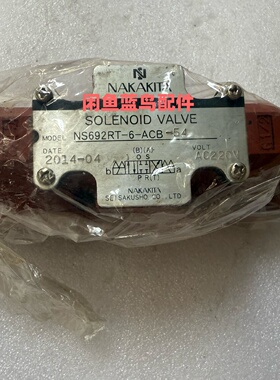 NAKAKITA
闲鱼蓝鸟配件
SOLENOID VALVE
MODEL NS692RT-6-ACB-54
DATE VOLT
2014-04 AC220V
(B)(A)
b a
P R(T)
NAKAKITA
SEISAKUSHO CO.,LTD